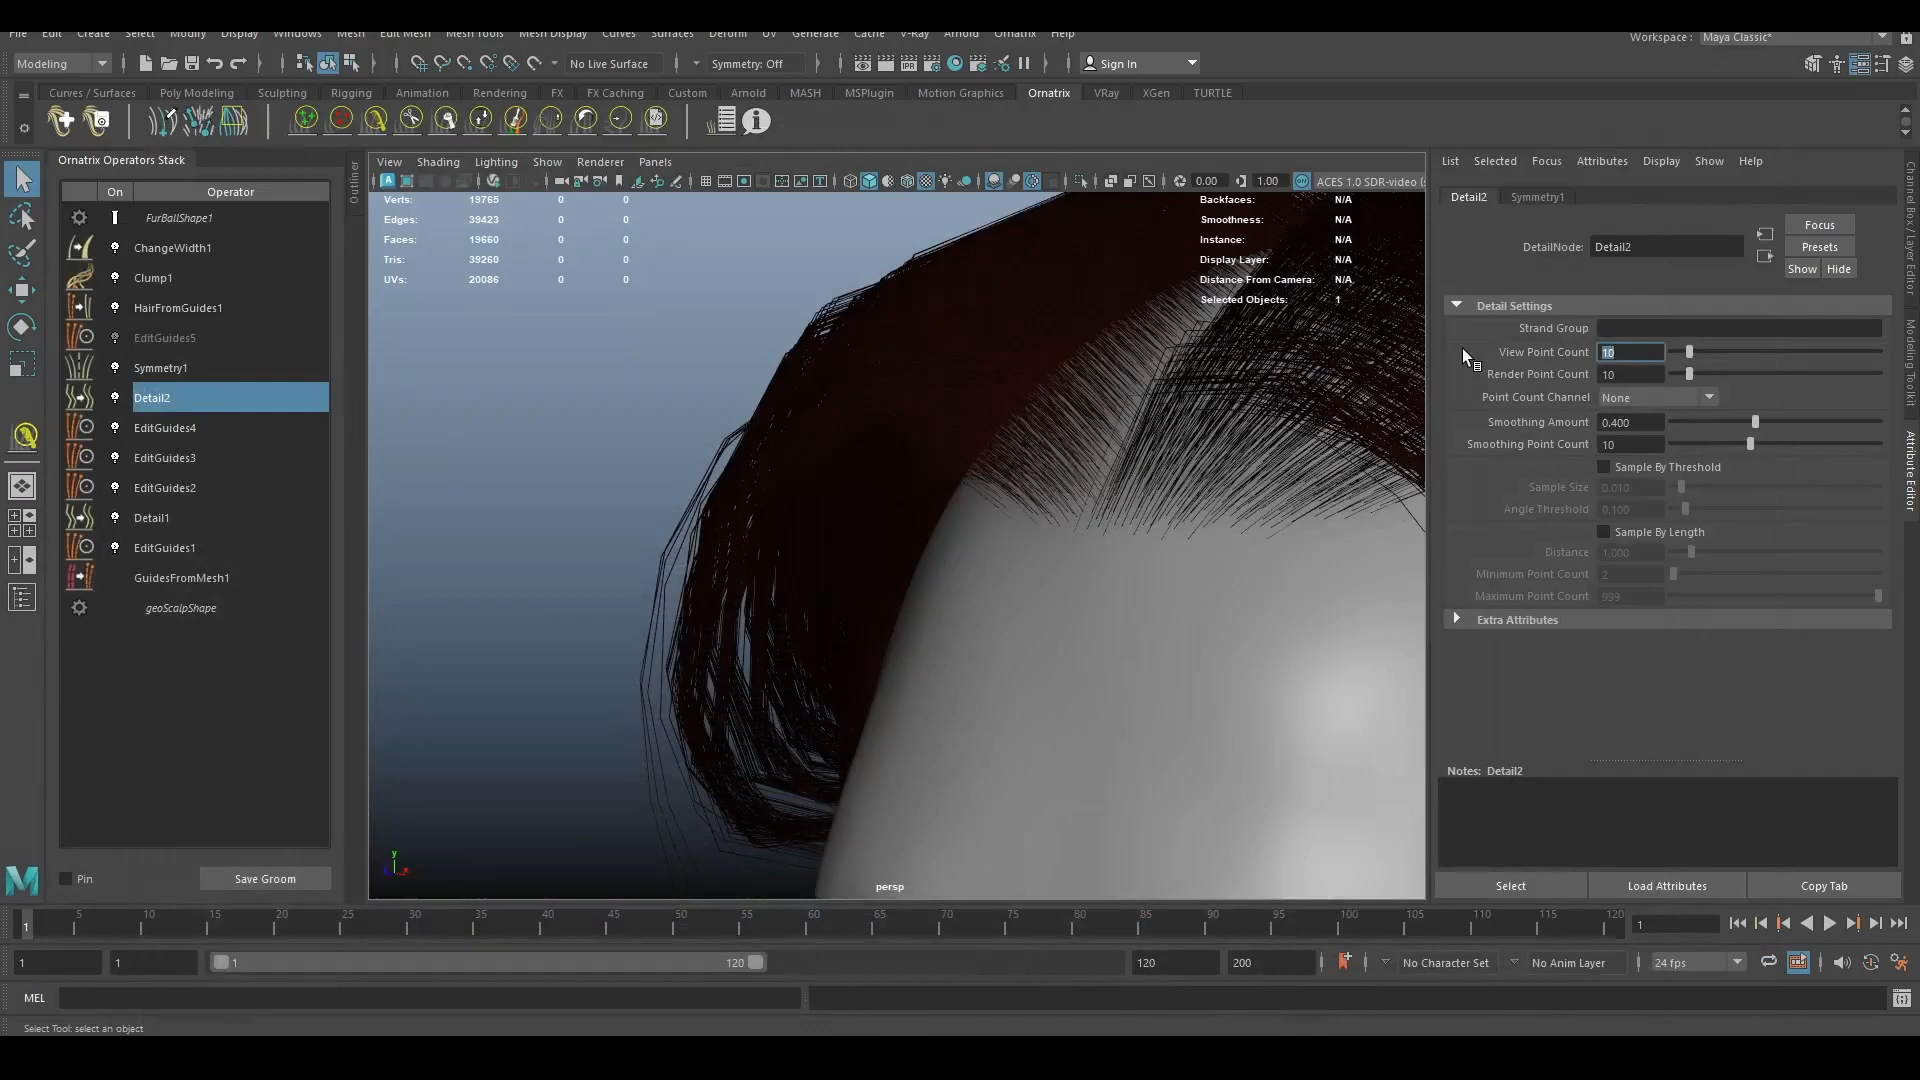 File Edit Create Select Modify Display Windows Mesh Edit Mesh Mesh Tools Mesh Display Curves Surfaces Deform UV Generate Cache V-Ray Arnold Ornatrix Help
Workspace : Maya Classic*
Modeling No Live Surface Symmetry: Off Sign In
Curves / Surfaces Poly Modeling Sculpting Rigging Animation Rendering FX FX Caching Custom Arnold MASH MSPlugin Motion Graphics Ornatrix VRay XGen TURTLE
Ornatrix Operators Stack
On Operator
FurBallShape1
ChangeWidth1
Clump1
HairFromGuides1
EditGuides5
Symmetry1
Detail2
EditGuides4
EditGuides3
EditGuides2
Detail1
EditGuides1
GuidesFromMesh1
geoScalpShape
Pin Save Groom
Outliner
View Shading Lighting Show Renderer Panels
0.00 1.00 ACES 1.0 SDR-video (s
Verts: 19765 0 0
Edges: 39423 0 0
Faces: 19660 0 0
Tris: 39260 0 0
UVs: 20086 0 0
Backfaces: N/A
Smoothness: N/A
Instance: N/A
Display Layer: N/A
Distance From Camera: N/A
Selected Objects: 1
y
persp
List Selected Focus Attributes Display Show Help
Detail2 Symmetry1
DetailNode: Detail2
Focus
Presets
Show Hide
Detail Settings
Strand Group
View Point Count 10
Render Point Count 10
Point Count Channel None
Smoothing Amount 0.400
Smoothing Point Count 10
Sample By Threshold
Sample Size 0.010
Angle Threshold 0.100
Sample By Length
Distance 1.000
Minimum Point Count 2
Maximum Point Count 999
Extra Attributes
Notes: Detail2
Select Load Attributes Copy Tab
Channel Box / Layer Editor
Modeling Toolkit
Attribute Editor
1 5 10 15 20 25 30 35 40 45 50 55 60 65 70 75 80 85 90 95 100 105 110 115 120 1
1 1 1 120 120 200 No Character Set No Anim Layer 24 fps
MEL
Select Tool: select an object